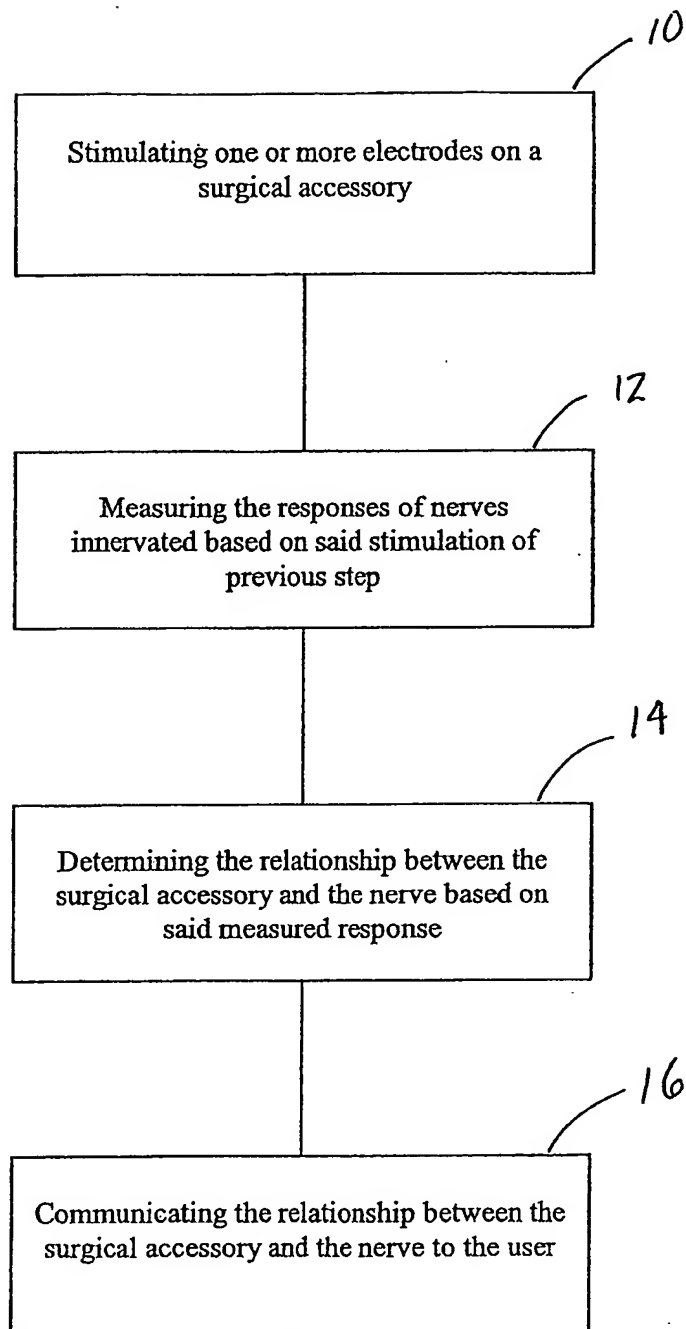 10
Stimulating one or more electrodes on a
surgical accessory
12
Measuring the responses of nerves
innervated based on said stimulation of
previous step
14
Determining the relationship between the
surgical accessory and the nerve based on
said measured response
16
Communicating the relationship between the
surgical accessory and the nerve to the user